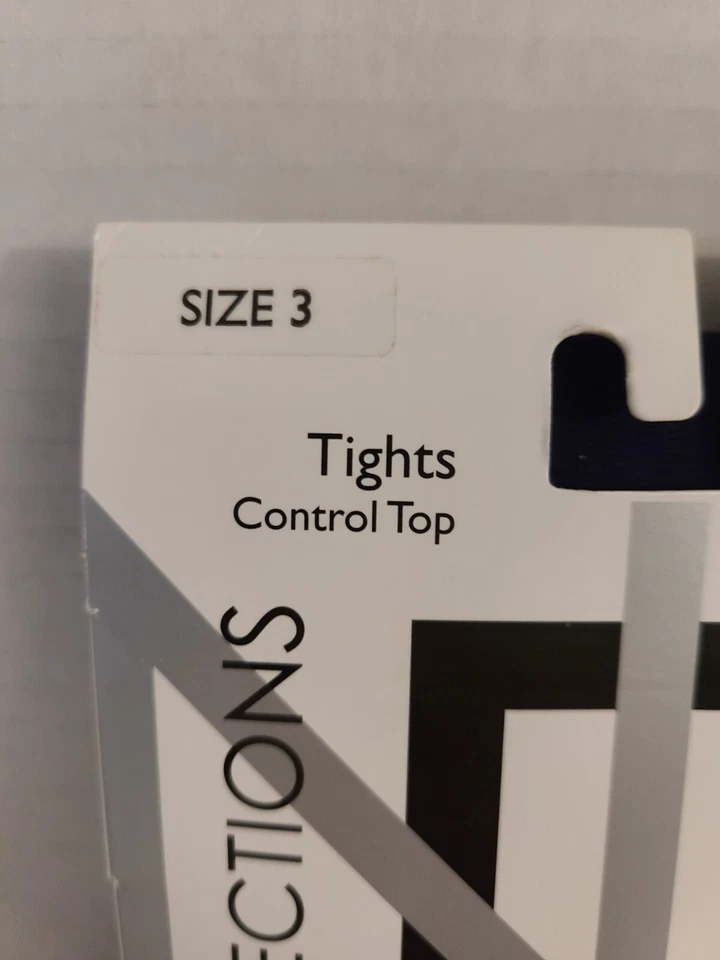 SIZE 3
Tights
Control Top
ECTIONS